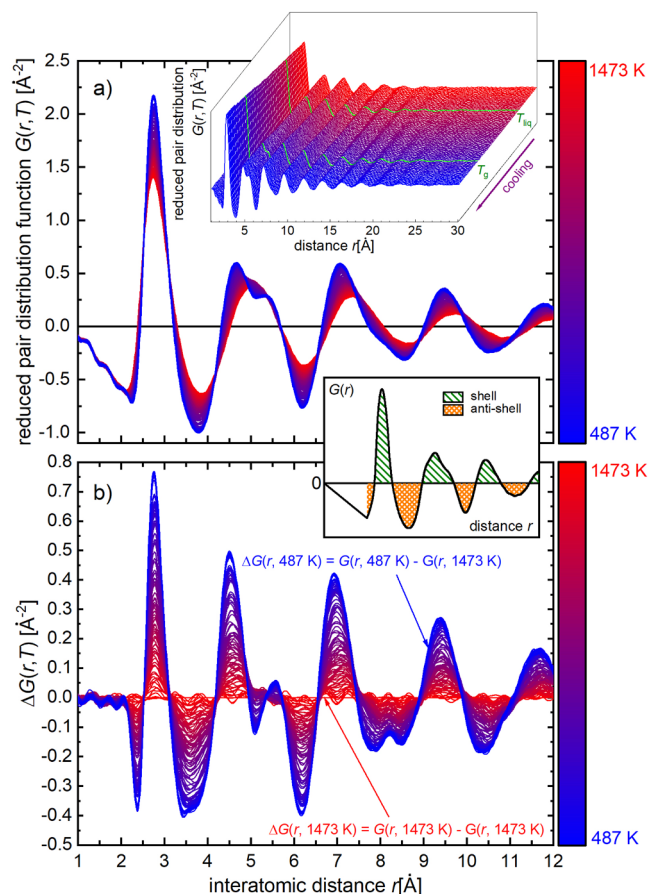 a)
reduced pair distribution function G(r,T) [Å⁻²]
2.5
2.0
1.5
1.0
0.5
0.0
-0.5
-1.0
reduced pair distribution
G(r,T) [Å⁻²]
T_liq
T_g
cooling
5
10
15
20
25
30
distance r[Å]
1473 K
487 K
G(r)
shell
anti-shell
0
distance r
b)
ΔG(r,T) [Å⁻²]
0.8
0.7
0.6
0.5
0.4
0.3
0.2
0.1
0.0
-0.1
-0.2
-0.3
-0.4
-0.5
ΔG(r, 487 K) = G(r, 487 K) - G(r, 1473 K)
ΔG(r, 1473 K) = G(r, 1473 K) - G(r, 1473 K)
1473 K
487 K
1 2 3 4 5 6 7 8 9 10 11 12
interatomic distance r[Å]